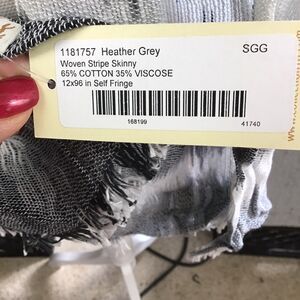 1181757 Heather Grey SGG
Woven Stripe Skinny
65% COTTON 35% VISCOSE
12x96 in Self Fringe
168199 41740